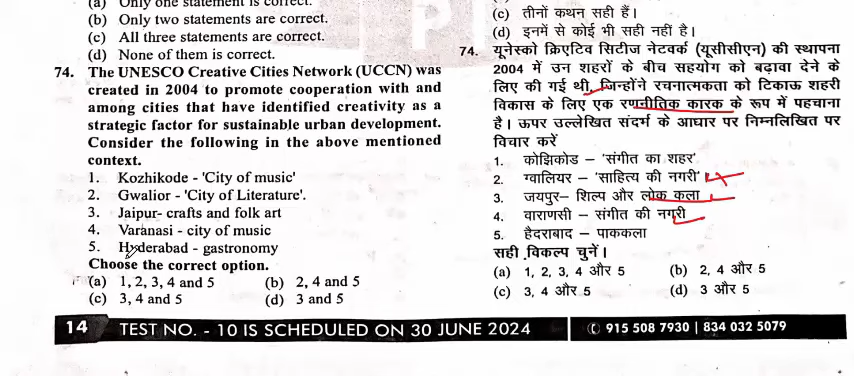 (a) Only one statement is correct.
(b) Only two statements are correct.
(c) All three statements are correct.
(d) None of them is correct.
74. The UNESCO Creative Cities Network (UCCN) was
created in 2004 to promote cooperation with and
among cities that have identified creativity as a
strategic factor for sustainable urban development.
Consider the following in the above mentioned
context.
1. Kozhikode - 'City of music'
2. Gwalior - 'City of Literature'.
3. Jaipur- crafts and folk art
4. Varanasi - city of music
5. Hyderabad - gastronomy
Choose the correct option.
(a) 1, 2, 3, 4 and 5 (b) 2, 4 and 5
(c) 3, 4 and 5 (d) 3 and 5
(c) तीनों कथन सही हैं।
(d) इनमें से कोई भी सही नहीं है।
74. यूनेस्को क्रिएटिव सिटीज नेटवर्क (यूसीसीएन) की स्थापना
2004 में उन शहरों के बीच सहयोग को बढ़ावा देने के
लिए की गई थी, जिन्होंने रचनात्मकता को टिकाऊ शहरी
विकास के लिए एक रणनीतिक कारक के रूप में पहचाना
है। ऊपर उल्लेखित संदर्भ के आधार पर निम्नलिखित पर
विचार करें
1. कोझिकोड – 'संगीत का शहर'
2. ग्वालियर – 'साहित्य की नगरी'
3. जयपुर– शिल्प और लोक कला
4. वाराणसी – संगीत की नगरी
5. हैदराबाद – पाककला
सही विकल्प चुनें।
(a) 1, 2, 3, 4 और 5 (b) 2, 4 और 5
(c) 3, 4 और 5 (d) 3 और 5
14 TEST NO. - 10 IS SCHEDULED ON 30 JUNE 2024 915 508 7930 | 834 032 5079